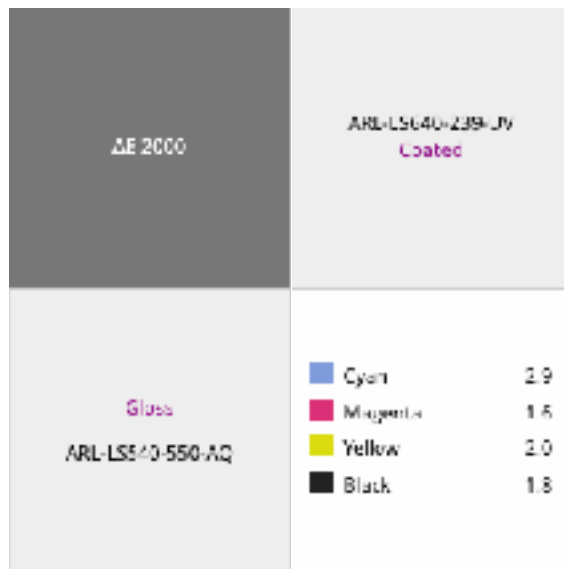 ΔE 2000
ARL-LS640-239-UV
Coated
Gloss
ARL-LS540-550-AQ
Cyan 2.9
Magenta 1.6
Yellow 2.0
Black 1.8